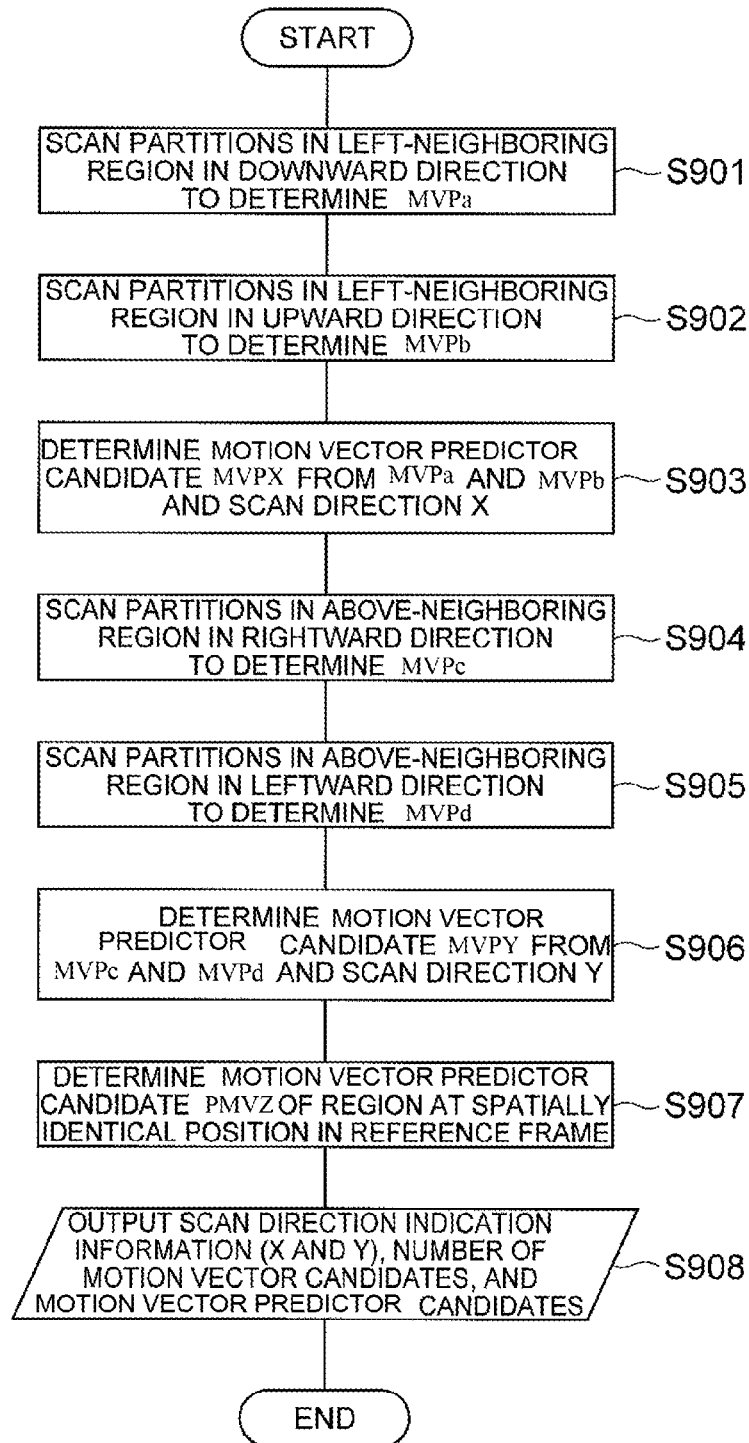 START
SCAN PARTITIONS IN LEFT-NEIGHBORING
REGION IN DOWNWARD DIRECTION
TO DETERMINE MVPa
S901
SCAN PARTITIONS IN LEFT-NEIGHBORING
REGION IN UPWARD DIRECTION
TO DETERMINE MVPb
S902
DETERMINE MOTION VECTOR PREDICTOR
CANDIDATE MVPX FROM MVPa AND MVPb
AND SCAN DIRECTION X
S903
SCAN PARTITIONS IN ABOVE-NEIGHBORING
REGION IN RIGHTWARD DIRECTION
TO DETERMINE MVPc
S904
SCAN PARTITIONS IN ABOVE-NEIGHBORING
REGION IN LEFTWARD DIRECTION
TO DETERMINE MVPd
S905
DETERMINE MOTION VECTOR
PREDICTOR CANDIDATE MVPY FROM
MVPc AND MVPd AND SCAN DIRECTION Y
S906
DETERMINE MOTION VECTOR PREDICTOR
CANDIDATE PMVZ OF REGION AT SPATIALLY
IDENTICAL POSITION IN REFERENCE FRAME
S907
OUTPUT SCAN DIRECTION INDICATION
INFORMATION (X AND Y), NUMBER OF
MOTION VECTOR CANDIDATES, AND
MOTION VECTOR PREDICTOR CANDIDATES
S908
END